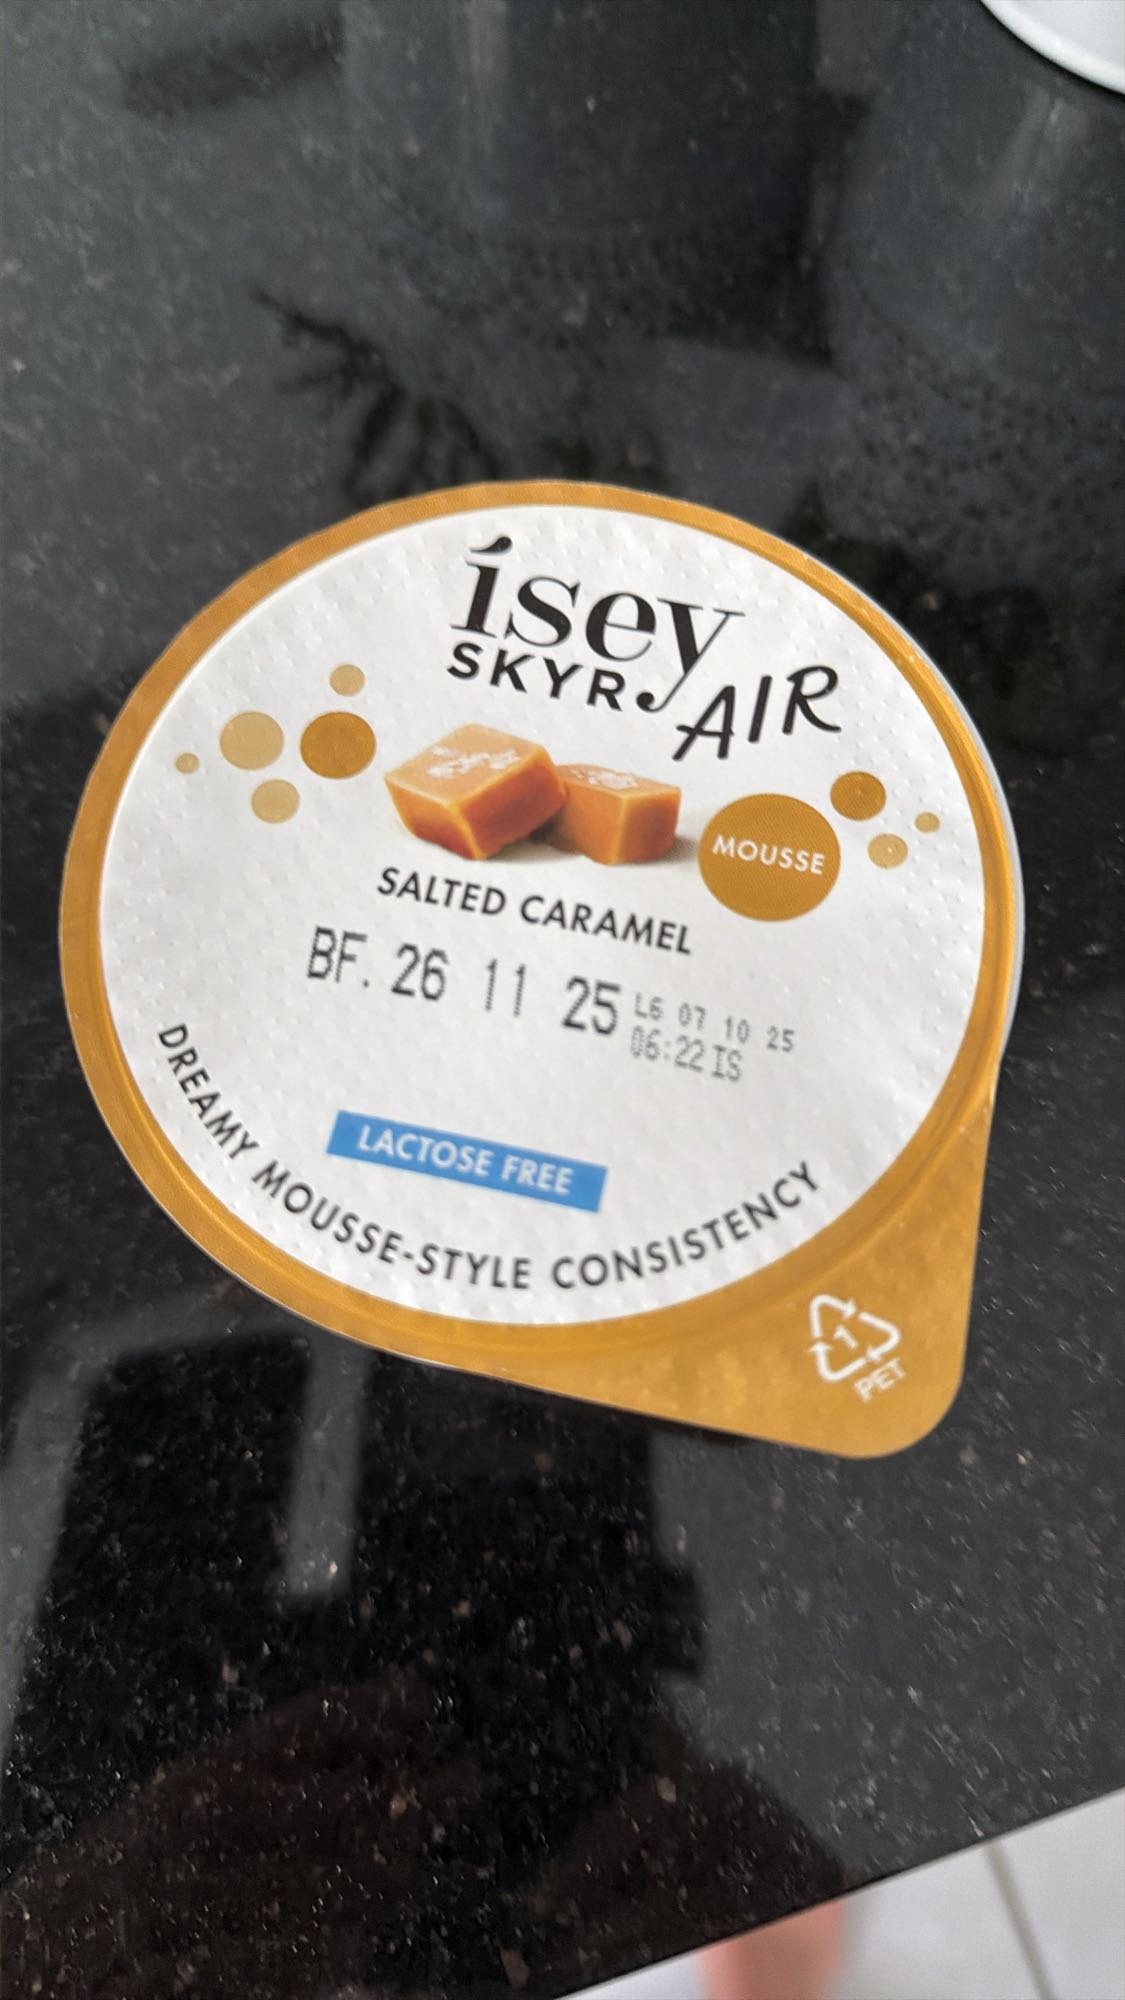 ísey
SKYR AIR
MOUSSE
SALTED CARAMEL
BF. 26 11 25 L6 07 10 25
06:22 IS
LACTOSE FREE
DREAMY MOUSSE-STYLE CONSISTENCY
1
PET